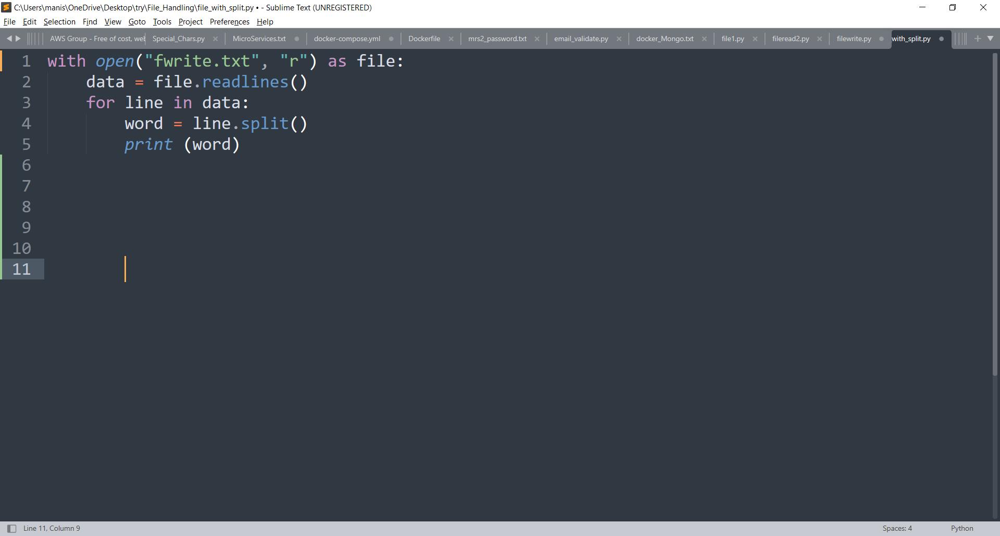 C:\Users\manis\OneDrive\Desktop\try\File_Handling\file_with_split.py • - Sublime Text (UNREGISTERED)
File Edit Selection Find View Goto Tools Project Preferences Help
AWS Group - Free of cost, Special_Chars.py MicroServices.txt docker-compose.yml Dockerfile mrs2_password.txt email_validate.py docker_Mongo.txt file1.py fileread2.py filewrite.py with_split.py
1 with open("fwrite.txt", "r") as file:
2 data = file.readlines()
3 for line in data:
4 word = line.split()
5 print (word)
6
7
8
9
10
11
Line 11, Column 9 Spaces: 4 Python